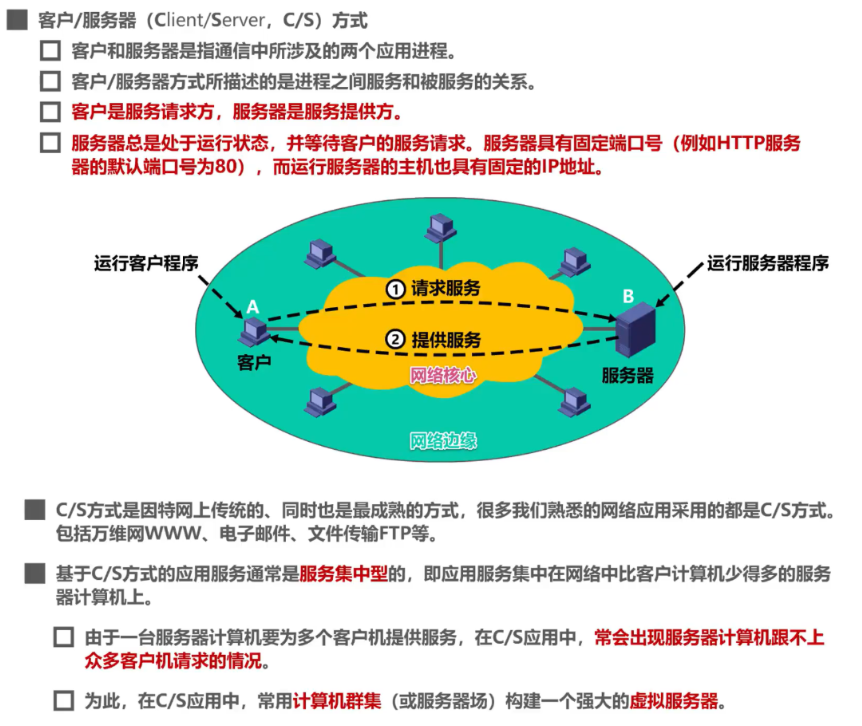 客户/服务器（Client/Server，C/S）方式
客户和服务器是指通信中所涉及的两个应用进程。
客户/服务器方式所描述的是进程之间服务和被服务的关系。
客户是服务请求方，服务器是服务提供方。
服务器总是处于运行状态，并等待客户的服务请求。服务器具有固定端口号（例如HTTP服务
器的默认端口号为80），而运行服务器的主机也具有固定的IP地址。
运行客户程序
运行服务器程序
① 请求服务
A
B
② 提供服务
客户
服务器
网络核心
网络边缘
C/S方式是因特网上传统的、同时也是最成熟的方式，很多我们熟悉的网络应用采用的都是C/S方式。
包括万维网WWW、电子邮件、文件传输FTP等。
基于C/S方式的应用服务通常是服务集中型的，即应用服务集中在网络中比客户计算机少得多的服务
器计算机上。
由于一台服务器计算机要为多个客户机提供服务，在C/S应用中，常会出现服务器计算机跟不上
众多客户机请求的情况。
为此，在C/S应用中，常用计算机群集（或服务器场）构建一个强大的虚拟服务器。